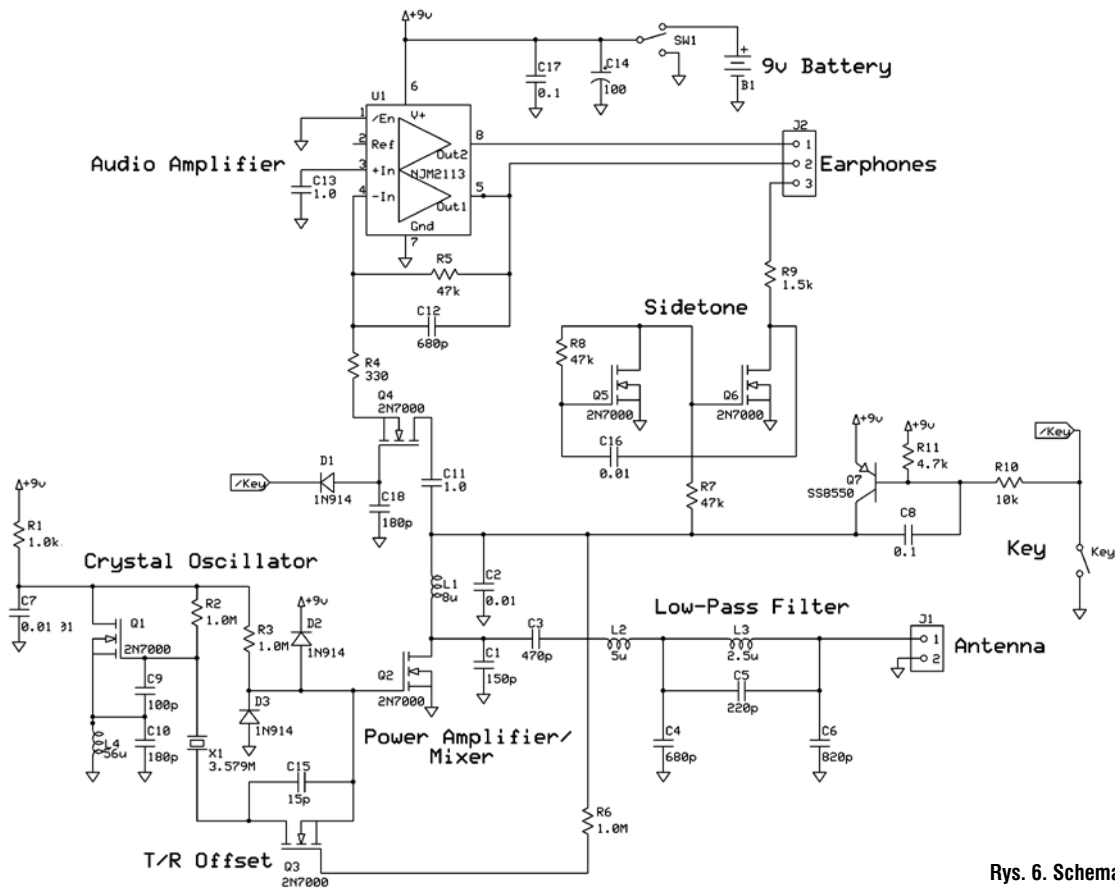 +9v
SW1
C17
0.1
C14
100
+
9v Battery
B1
U1
6
1
/En
V+
2
Ref
Out2
8
3
+In
NJM2113
4
-In
Out1
5
Gnd
7
Audio Amplifier
C13
1.0
J2
1
2
3
Earphones
R5
47k
C12
680p
R9
1.5k
Sidetone
R8
47k
Q5
2N7000
Q6
2N7000
C16
0.01
R4
330
Q4
2N7000
/Key
D1
1N914
C18
180p
C11
1.0
R7
47k
+9v
+9v
R11
4.7k
Q7
SS8550
C8
0.1
R10
10k
/Key
Key
Key
+9v
R1
1.0k
Crystal Oscillator
C7
0.01
01
Q1
2N7000
R2
1.0M
R3
1.0M
+9v
D2
1N914
D3
1N914
C9
100p
C10
180p
L4
56u
X1
3.579M
L1
8u
C2
0.01
Q2
2N7000
C1
150p
C3
470p
Low-Pass Filter
L2
5u
L3
2.5u
C5
220p
C4
680p
C6
820p
J1
1
2
Antenna
Power Amplifier/
Mixer
C15
15p
T/R Offset
Q3
2N7000
R6
1.0M
Rys. 6. Schema